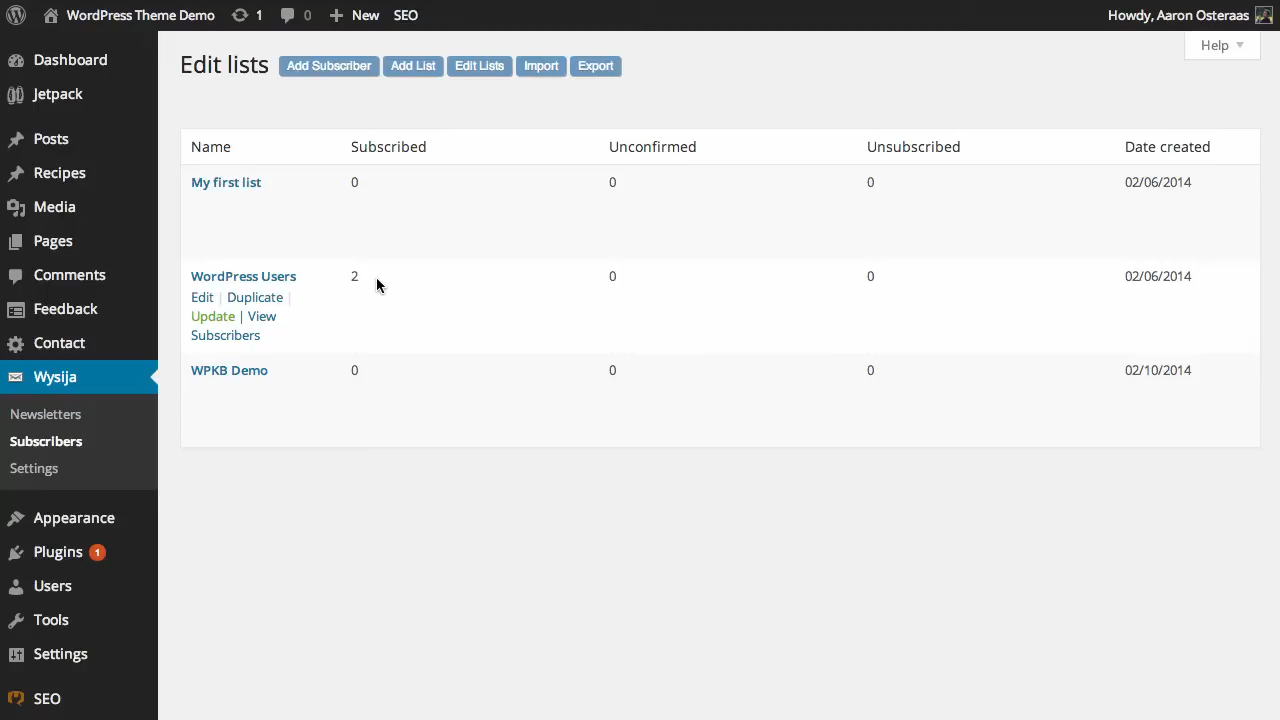 WordPress Theme Demo 1 0 New SEO Howdy, Aaron Osteraas
Help
Dashboard
Jetpack
Posts
Recipes
Media
Pages
Comments
Feedback
Contact
Wysija
Newsletters
Subscribers
Settings
Appearance
Plugins 1
Users
Tools
Settings
SEO
Edit lists Add Subscriber Add List Edit Lists Import Export
Name Subscribed Unconfirmed Unsubscribed Date created
My first list 0 0 0 02/06/2014
WordPress Users 2 0 0 02/06/2014
Edit | Duplicate |
Update | View
Subscribers
WPKB Demo 0 0 0 02/10/2014